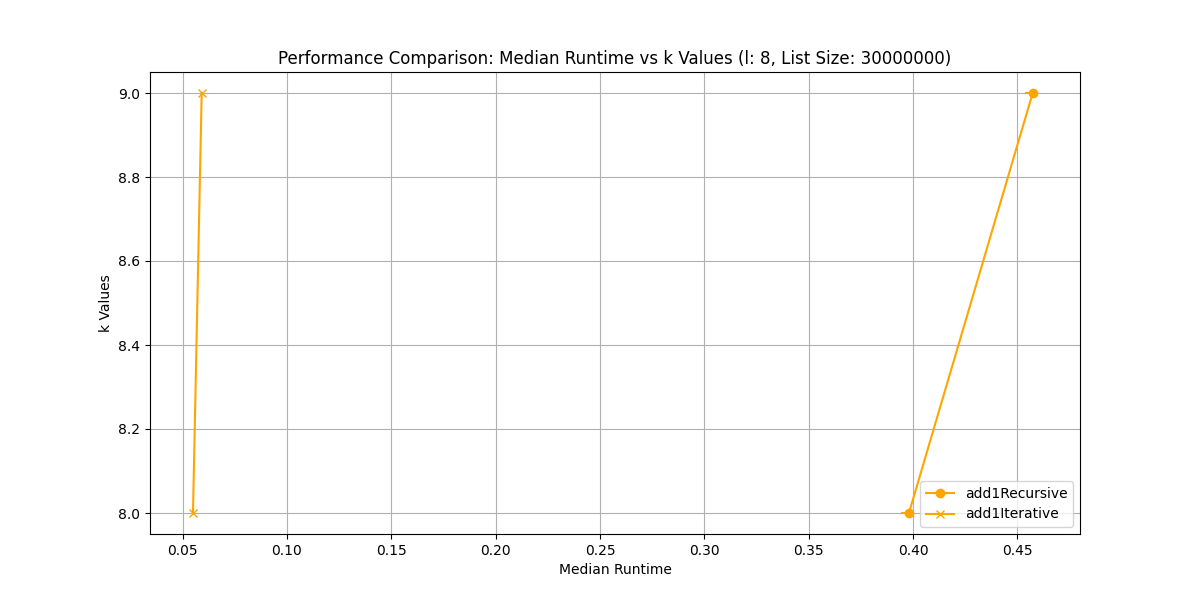 Performance Comparison: Median Runtime vs k Values (l: 8, List Size: 30000000)
k Values
9.0
8.8
8.6
8.4
8.2
8.0
add1Recursive
add1Iterative
0.05 0.10 0.15 0.20 0.25 0.30 0.35 0.40 0.45
Median Runtime